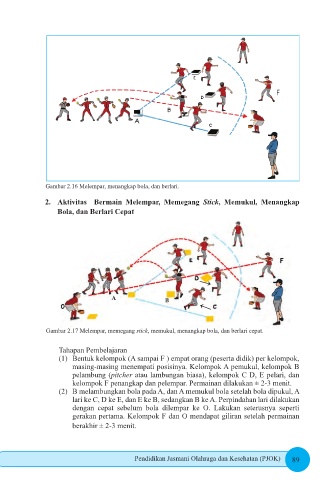 E
F
D
B
A
C
Gambar 2.16 Melempar, menangkap bola, dan berlari.
2. Aktivitas Bermain Melempar, Memegang Stick, Memukul, Menangkap
Bola, dan Berlari Cepat
E
F
D
A
B
O
C
Gambar 2.17 Melempar, memegang stick, memukul, menangkap bola, dan berlari cepat.
Tahapan Pembelajaran
(1) Bentuk kelompok (A sampai F ) empat orang (peserta didik) per kelompok,
masing-masing menempati posisinya. Kelompok A pemukul, kelompok B
pelambung (pitcher atau lambungan biasa), kelompok C D, E pelari, dan
kelompok F penangkap dan pelempar. Permainan dilakukan ± 2-3 menit.
(2) B melambungkan bola pada A, dan A memukul bola setelah bola dipukul, A
lari ke C, D ke E, dan E ke B, sedangkan B ke A. Perpindahan lari dilakukan
dengan cepat sebelum bola dilempar ke O. Lakukan seterusnya seperti
gerakan pertama. Kelompok F dan O mendapat giliran setelah permainan
berakhir ± 2-3 menit.
Pendidikan Jasmani Olahraga dan Kesehatan (PJOK) 89